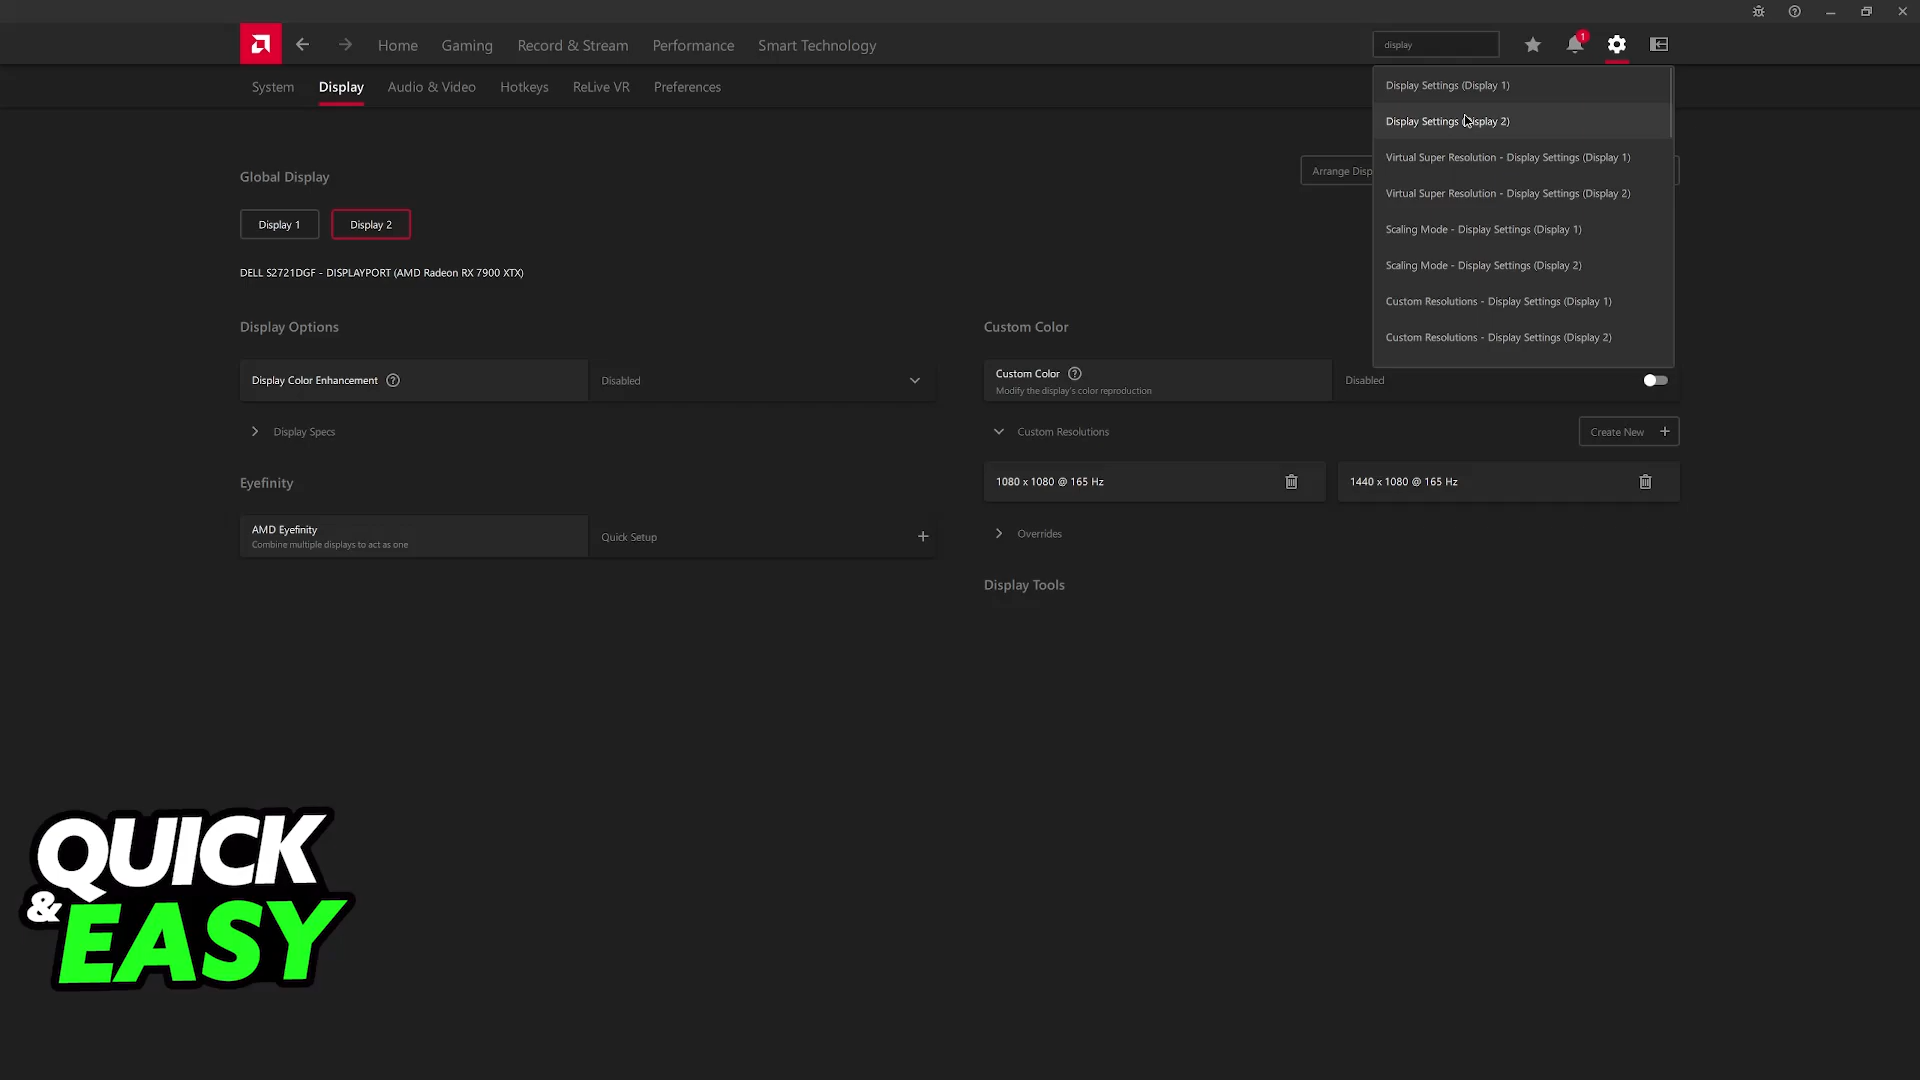 Home
Gaming
Record & Stream
Performance
Smart Technology
display
1
System
Display
Audio & Video
Hotkeys
ReLive VR
Preferences
Display Settings (Display 1)
Display Settings (Display 2)
Virtual Super Resolution - Display Settings (Display 1)
Virtual Super Resolution - Display Settings (Display 2)
Scaling Mode - Display Settings (Display 1)
Scaling Mode - Display Settings (Display 2)
Custom Resolutions - Display Settings (Display 1)
Custom Resolutions - Display Settings (Display 2)
Global Display
Arrange Disp
Display 1
Display 2
DELL S2721DGF - DISPLAYPORT (AMD Radeon RX 7900 XTX)
Display Options
Display Color Enhancement
Disabled
Display Specs
Eyefinity
AMD Eyefinity
Combine multiple displays to act as one
Quick Setup
Custom Color
Custom Color
Modify the display's color reproduction
Disabled
Custom Resolutions
Create New
1080 x 1080 @ 165 Hz
1440 x 1080 @ 165 Hz
Overrides
Display Tools
QUICK
& EASY